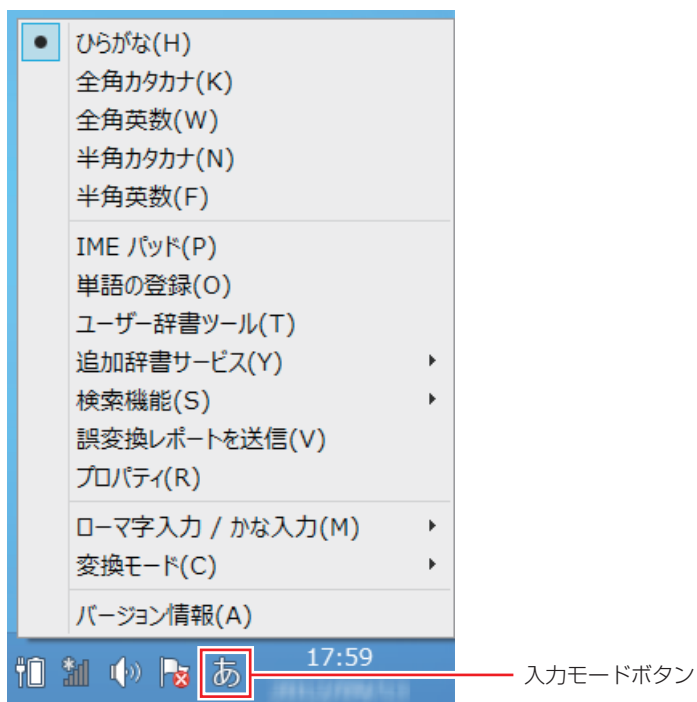 ひらがな(H)
全角カタカナ(K)
全角英数(W)
半角カタカナ(N)
半角英数(F)
IME パッド(P)
単語の登録(O)
ユーザー辞書ツール(T)
追加辞書サービス(Y)
検索機能(S)
誤変換レポートを送信(V)
プロパティ(R)
ローマ字入力 / かな入力(M)
変換モード(C)
バージョン情報(A)
あ
17:59
入力モードボタン